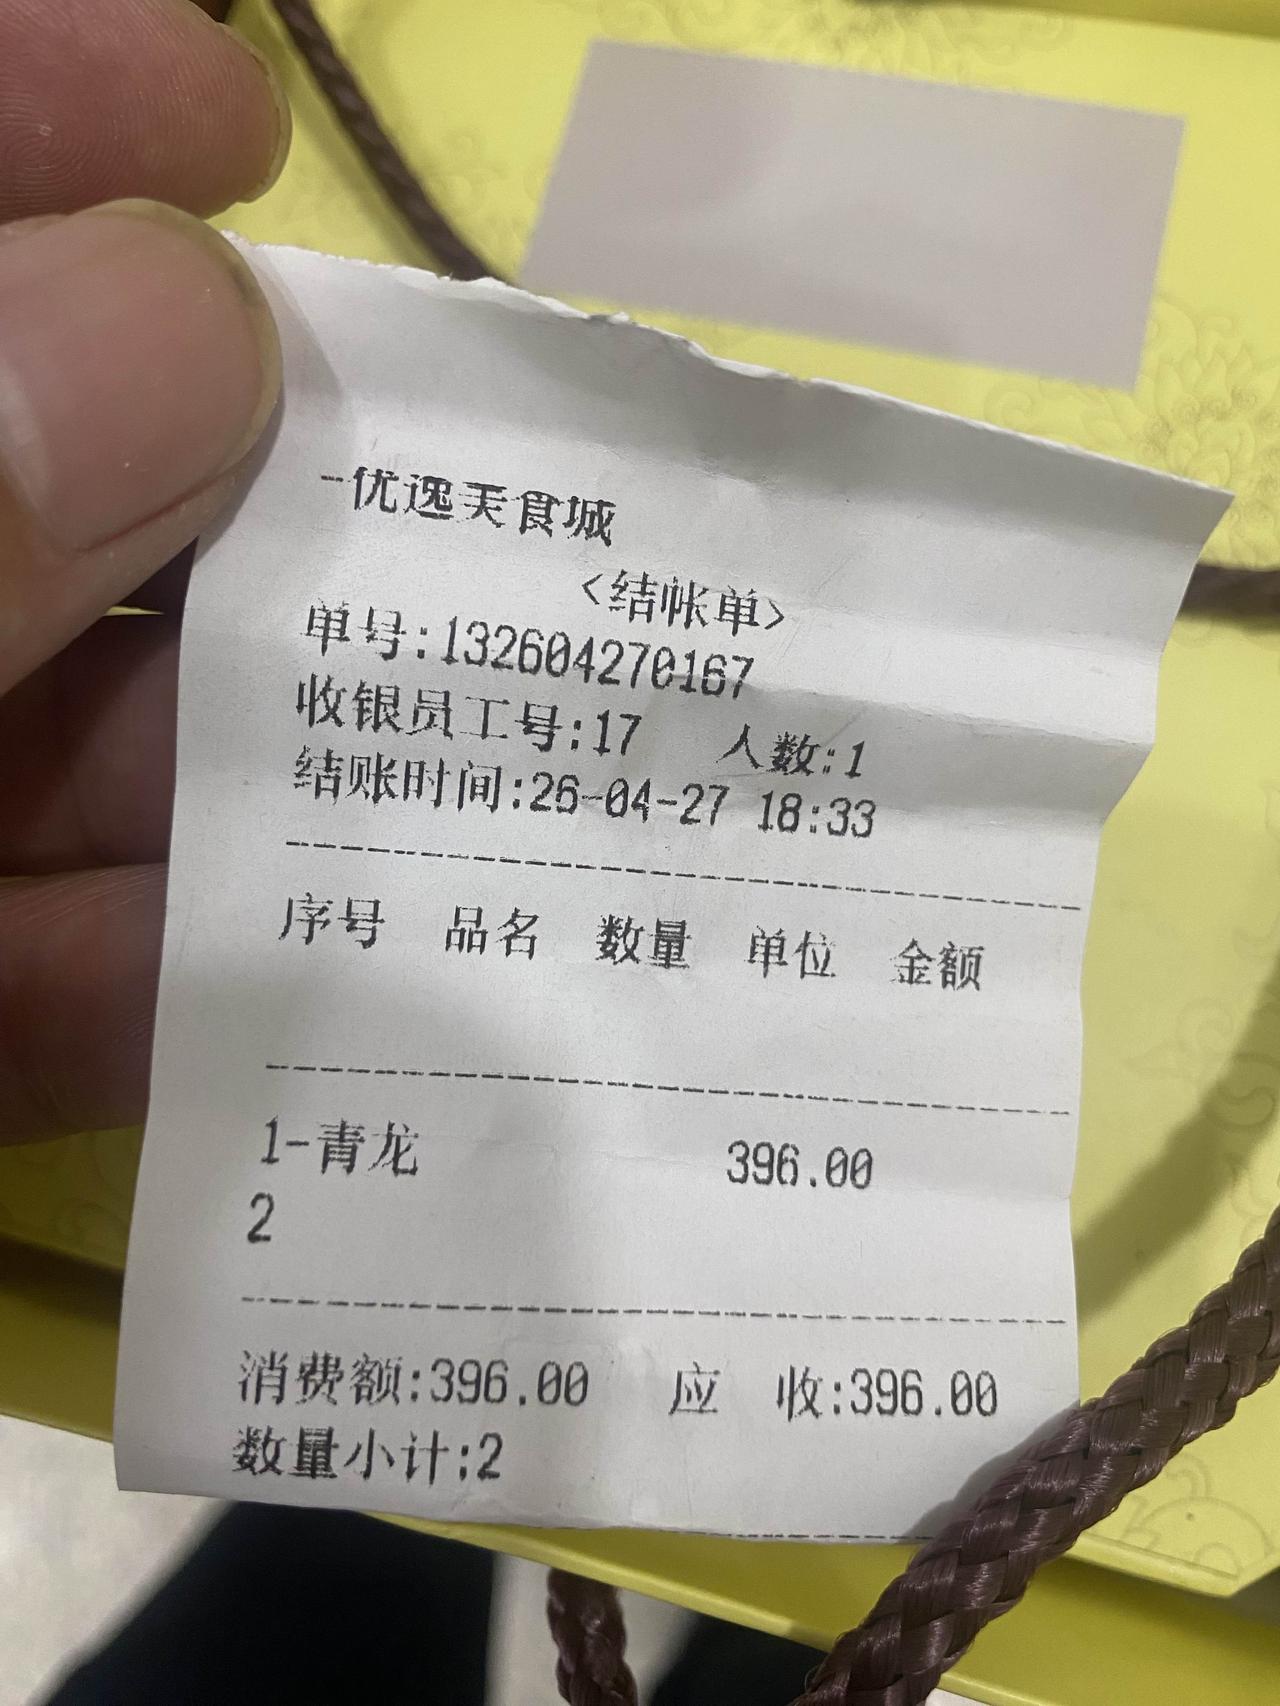 -优逸美食城
<结帐单>
单号:132604270167
收银员工号:17 人数:1
结账时间:26-04-27 18:33
序号 品名 数量 单位 金额
1-青龙 396.00
2
消费额:396.00 应 收:396.00
数量小计:2